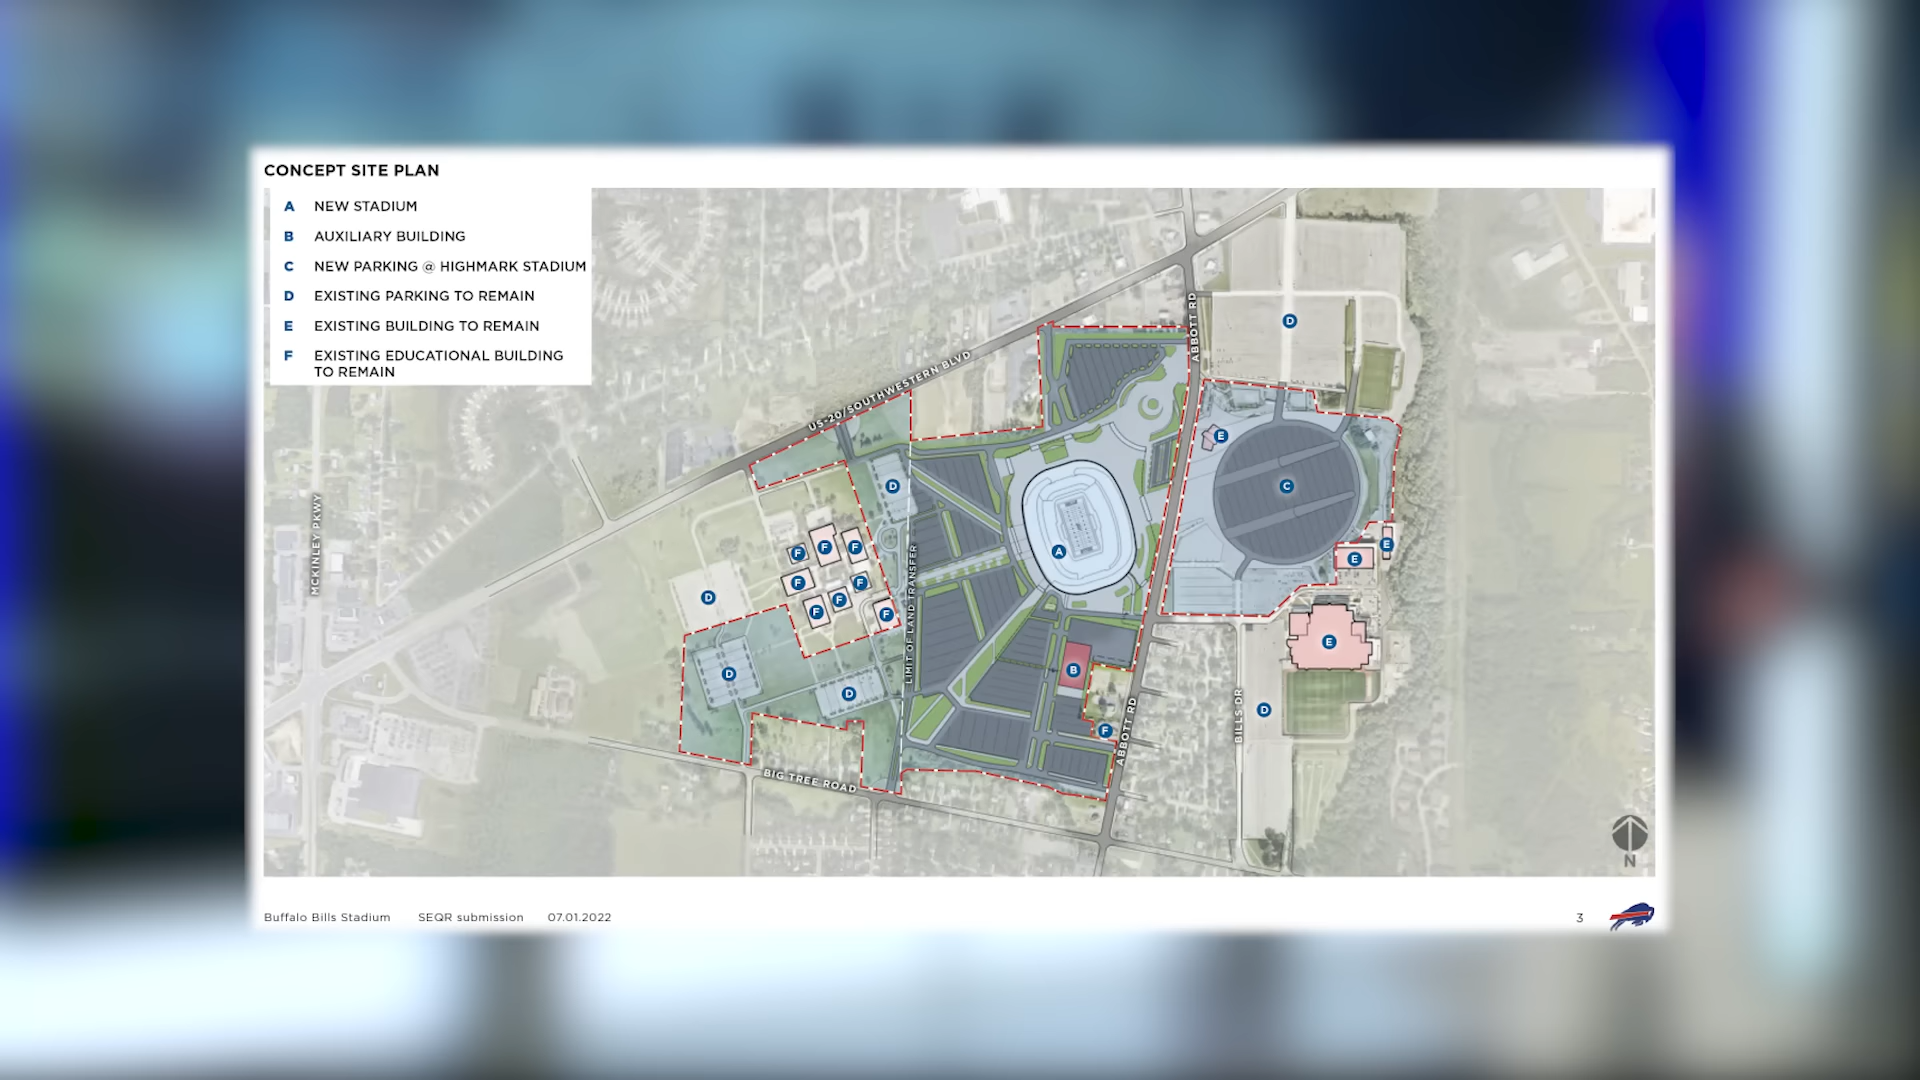 CONCEPT SITE PLAN
A NEW STADIUM
B AUXILIARY BUILDING
C NEW PARKING @ HIGHMARK STADIUM
D EXISTING PARKING TO REMAIN
E EXISTING BUILDING TO REMAIN
F EXISTING EDUCATIONAL BUILDING
TO REMAIN
ABBOTT RD
D
US-20/SOUTHWESTERN BLVD
E
D
C
MCKINLEY PKWY
F
F
F
A
E
E
F
F
D
F
F
F
LIMIT OF LAND TRANSFER
E
B
D
D
D
BILLS DR
F
ABBOTT RD
BIG TREE ROAD
N
Buffalo Bills Stadium SEQR submission 07.01.2022 3